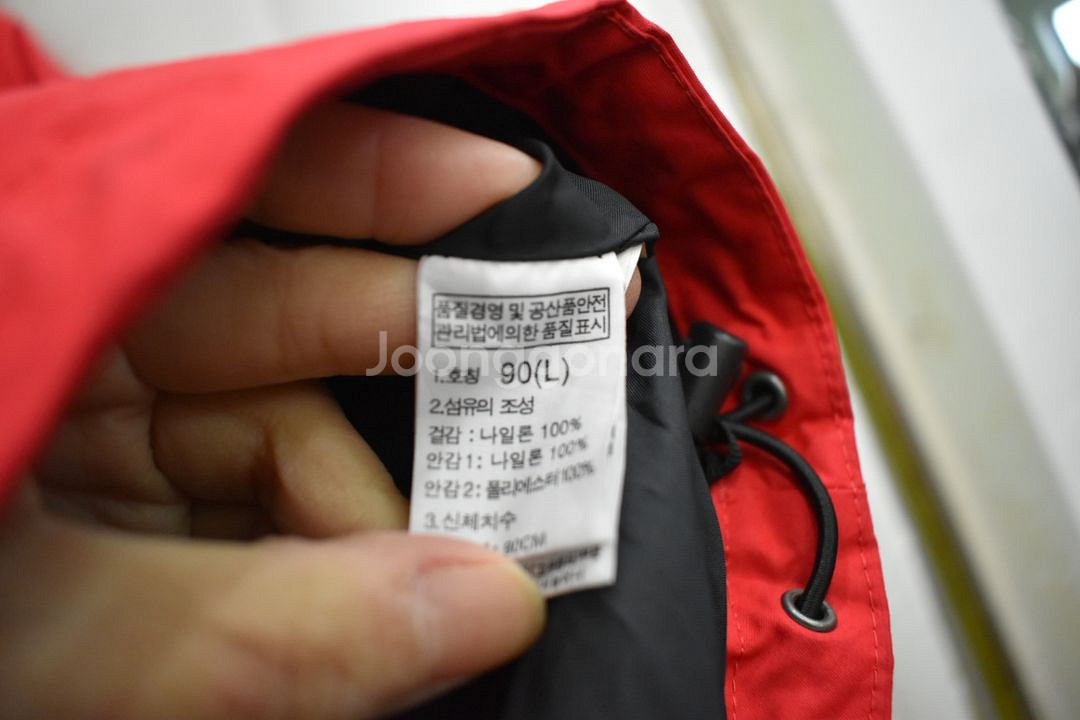 품질경영 및 공산품안전
관리법에의한 품질표시
1.호칭 90(L)
2.섬유의 조성
겉감 : 나일론 100%
안감 1 : 나일론 100%
안감 2 : 폴리에스터 100%
3.신체치수
90CM
Joonggonara